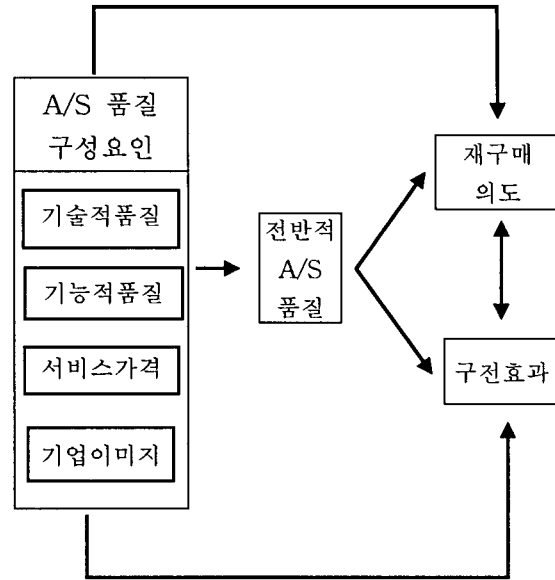 A/S 품질
구성요인
기술적품질
기능적품질
서비스가격
기업이미지
전반적
A/S
품질
재구매
의도
구전효과